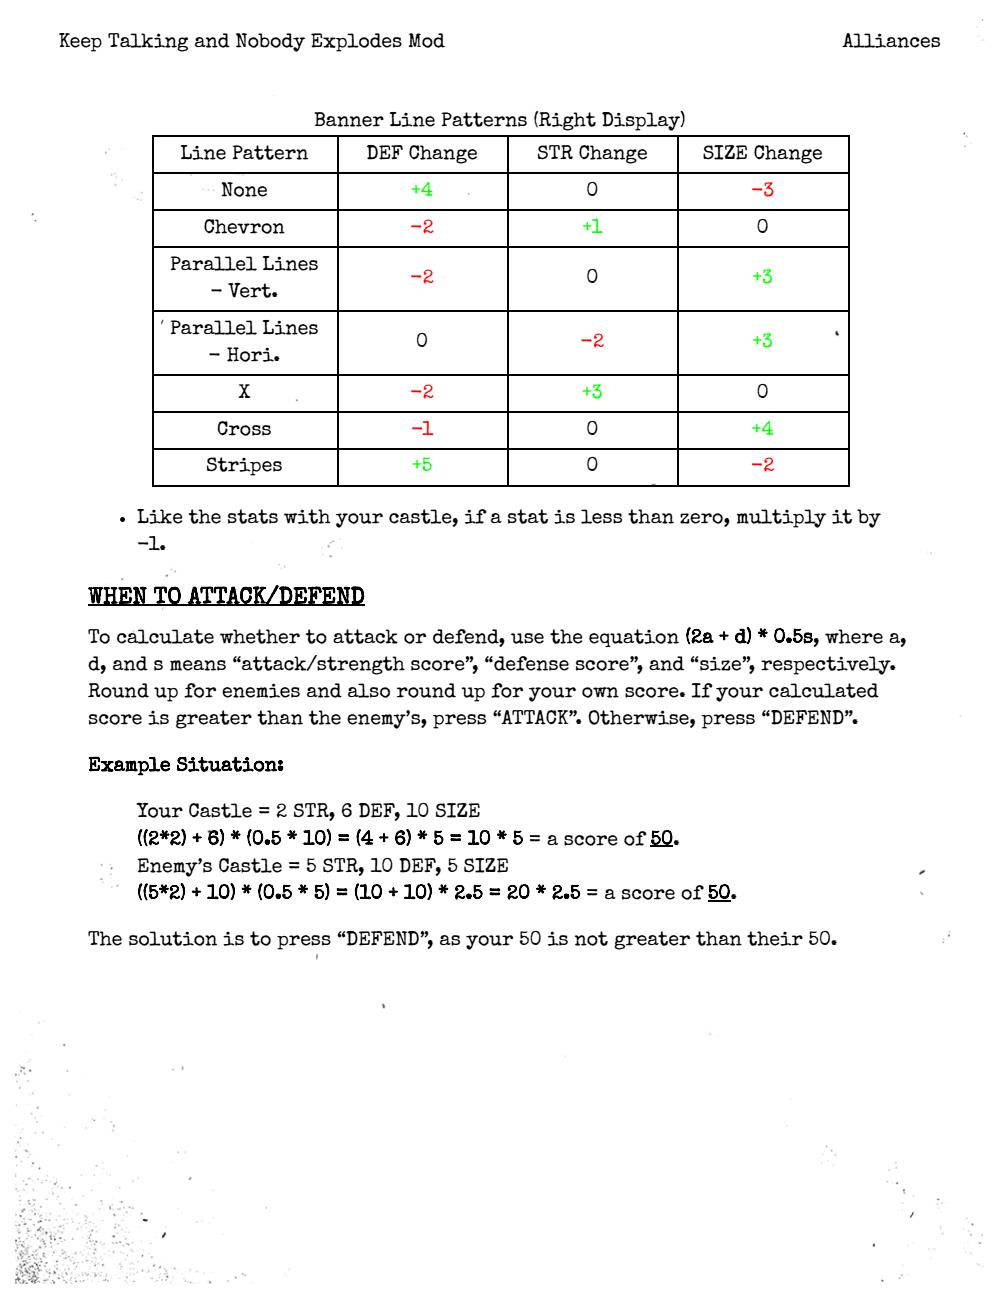 Keep Talking and Nobody Explodes Mod Alliances
Banner Line Patterns (Right Display)
Line Pattern DEF Change STR Change SIZE Change
None +4 0 -3
Chevron -2 +1 0
Parallel Lines
- Vert. -2 0 +3
Parallel Lines
- Hori. 0 -2 +3
X -2 +3 0
Cross -1 0 +4
Stripes +5 0 -2
• Like the stats with your castle, if a stat is less than zero, multiply it by
-1.
WHEN TO ATTACK/DEFEND
To calculate whether to attack or defend, use the equation (2a + d) * 0.5s, where a,
d, and s means “attack/strength score”, “defense score”, and “size”, respectively.
Round up for enemies and also round up for your own score. If your calculated
score is greater than the enemy’s, press “ATTACK”. Otherwise, press “DEFEND”.
Example Situation:
Your Castle = 2 STR, 6 DEF, 10 SIZE
((2*2) + 6) * (0.5 * 10) = (4 + 6) * 5 = 10 * 5 = a score of 50.
Enemy’s Castle = 5 STR, 10 DEF, 5 SIZE
((5*2) + 10) * (0.5 * 5) = (10 + 10) * 2.5 = 20 * 2.5 = a score of 50.
The solution is to press “DEFEND”, as your 50 is not greater than their 50.